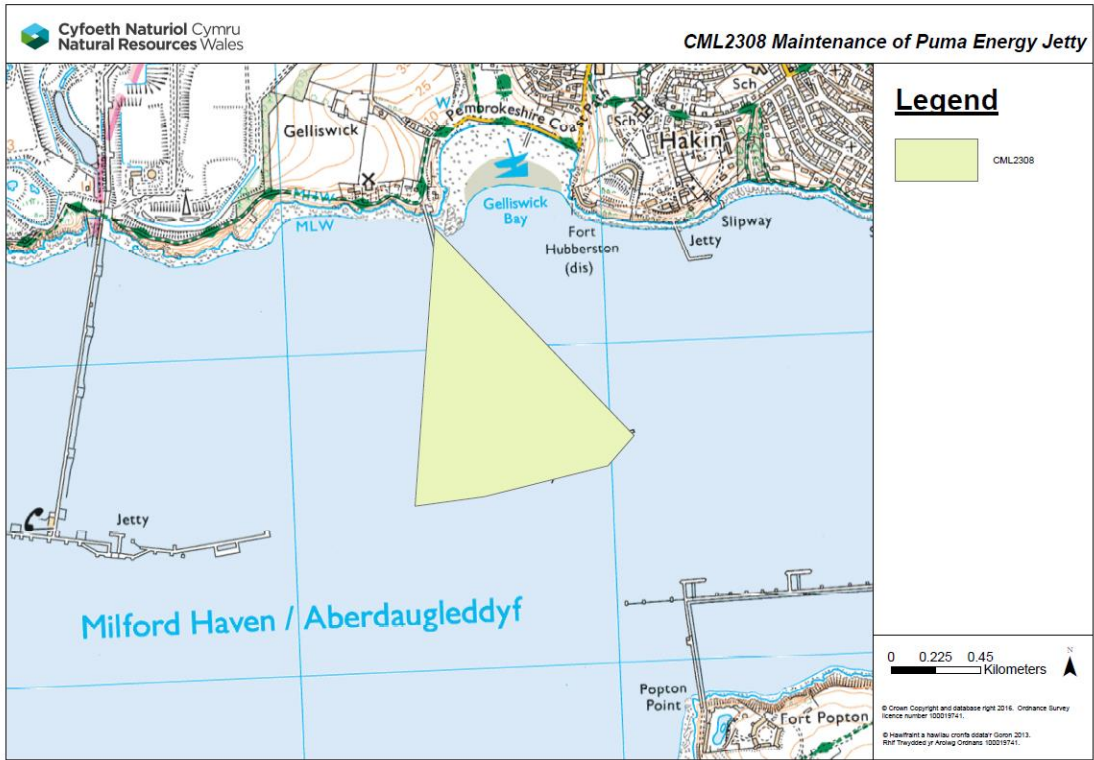 Cyfoeth Naturiol Cymru
Natural Resources Wales
CML2308 Maintenance of Puma Energy Jetty
Legend
CML2308
Gelliswick
Pembrokeshire Coast Path
W
Sch
Sch
Hakin
25
MHW
MLW
Gelliswick
Bay
Fort
Hubberston
(dis)
Slipway
Jetty
Jetty
Milford Haven / Aberdaugleddyf
Popton
Point
Fort Popton
0 0.225 0.45
Kilometers
N
© Crown Copyright and database right 2016. Ordnance Survey
licence number 100019741.
© Hawlfraint a hawliau cronfa ddata'r Goron 2013.
Rhif Trwydded yr Arolwg Ordnans 100019741.